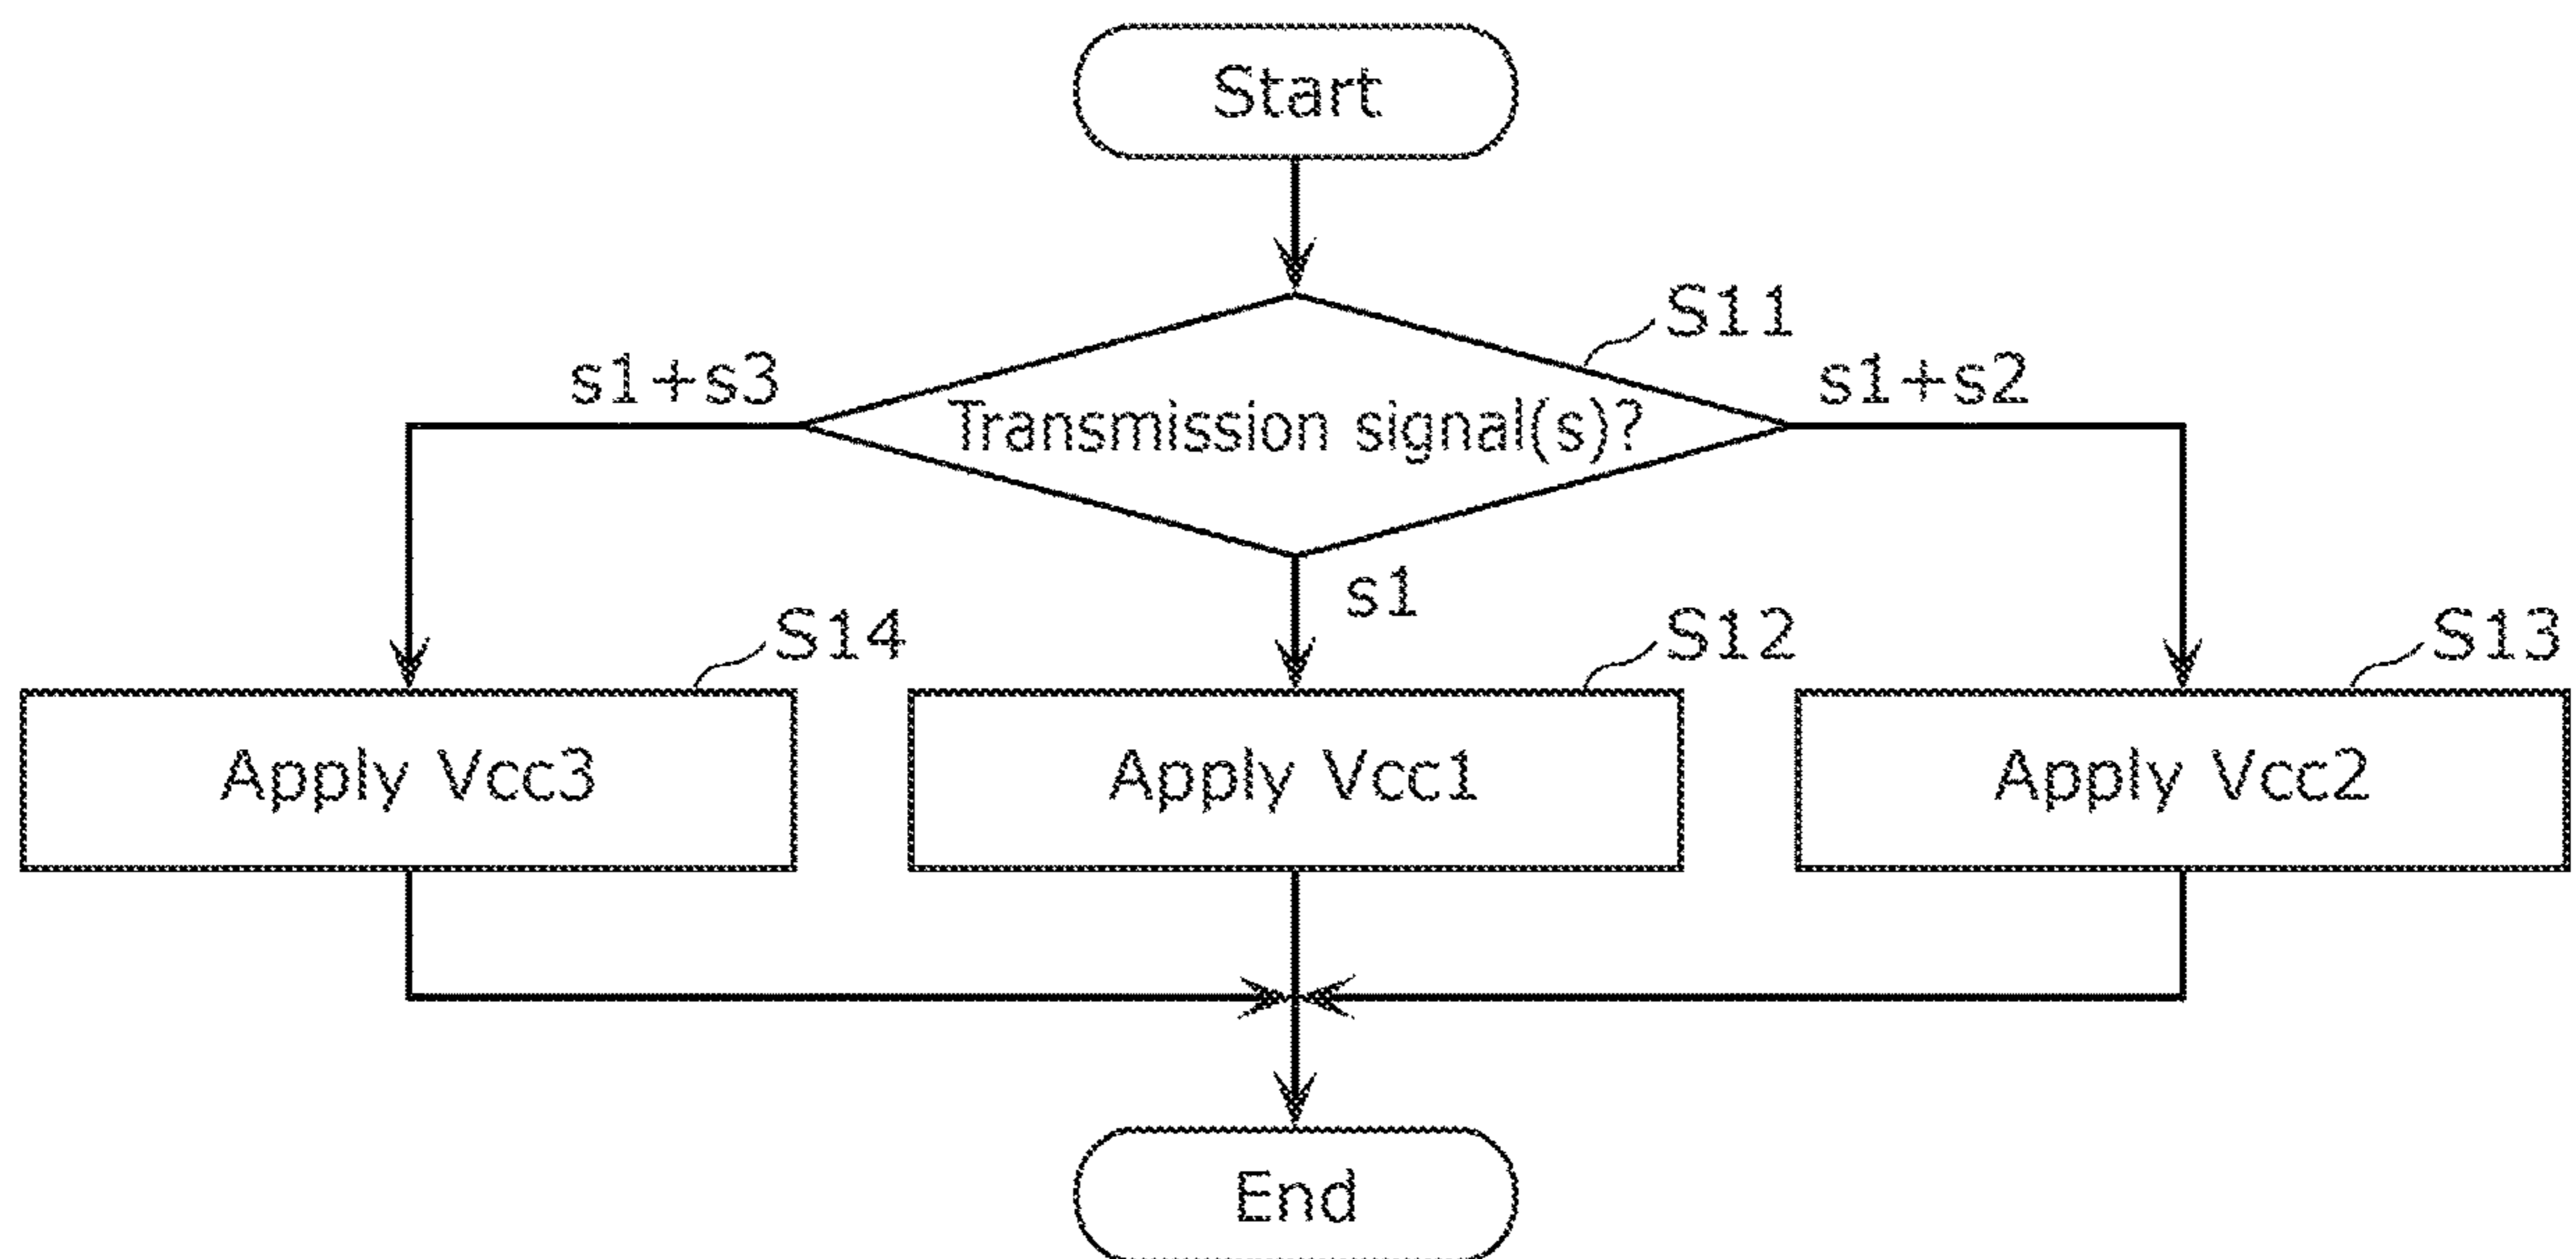 Start
S11
s1+s3
s1+s2
Transmission signal(s)?
s1
S14
S12
S13
Apply Vcc3
Apply Vcc1
Apply Vcc2
End